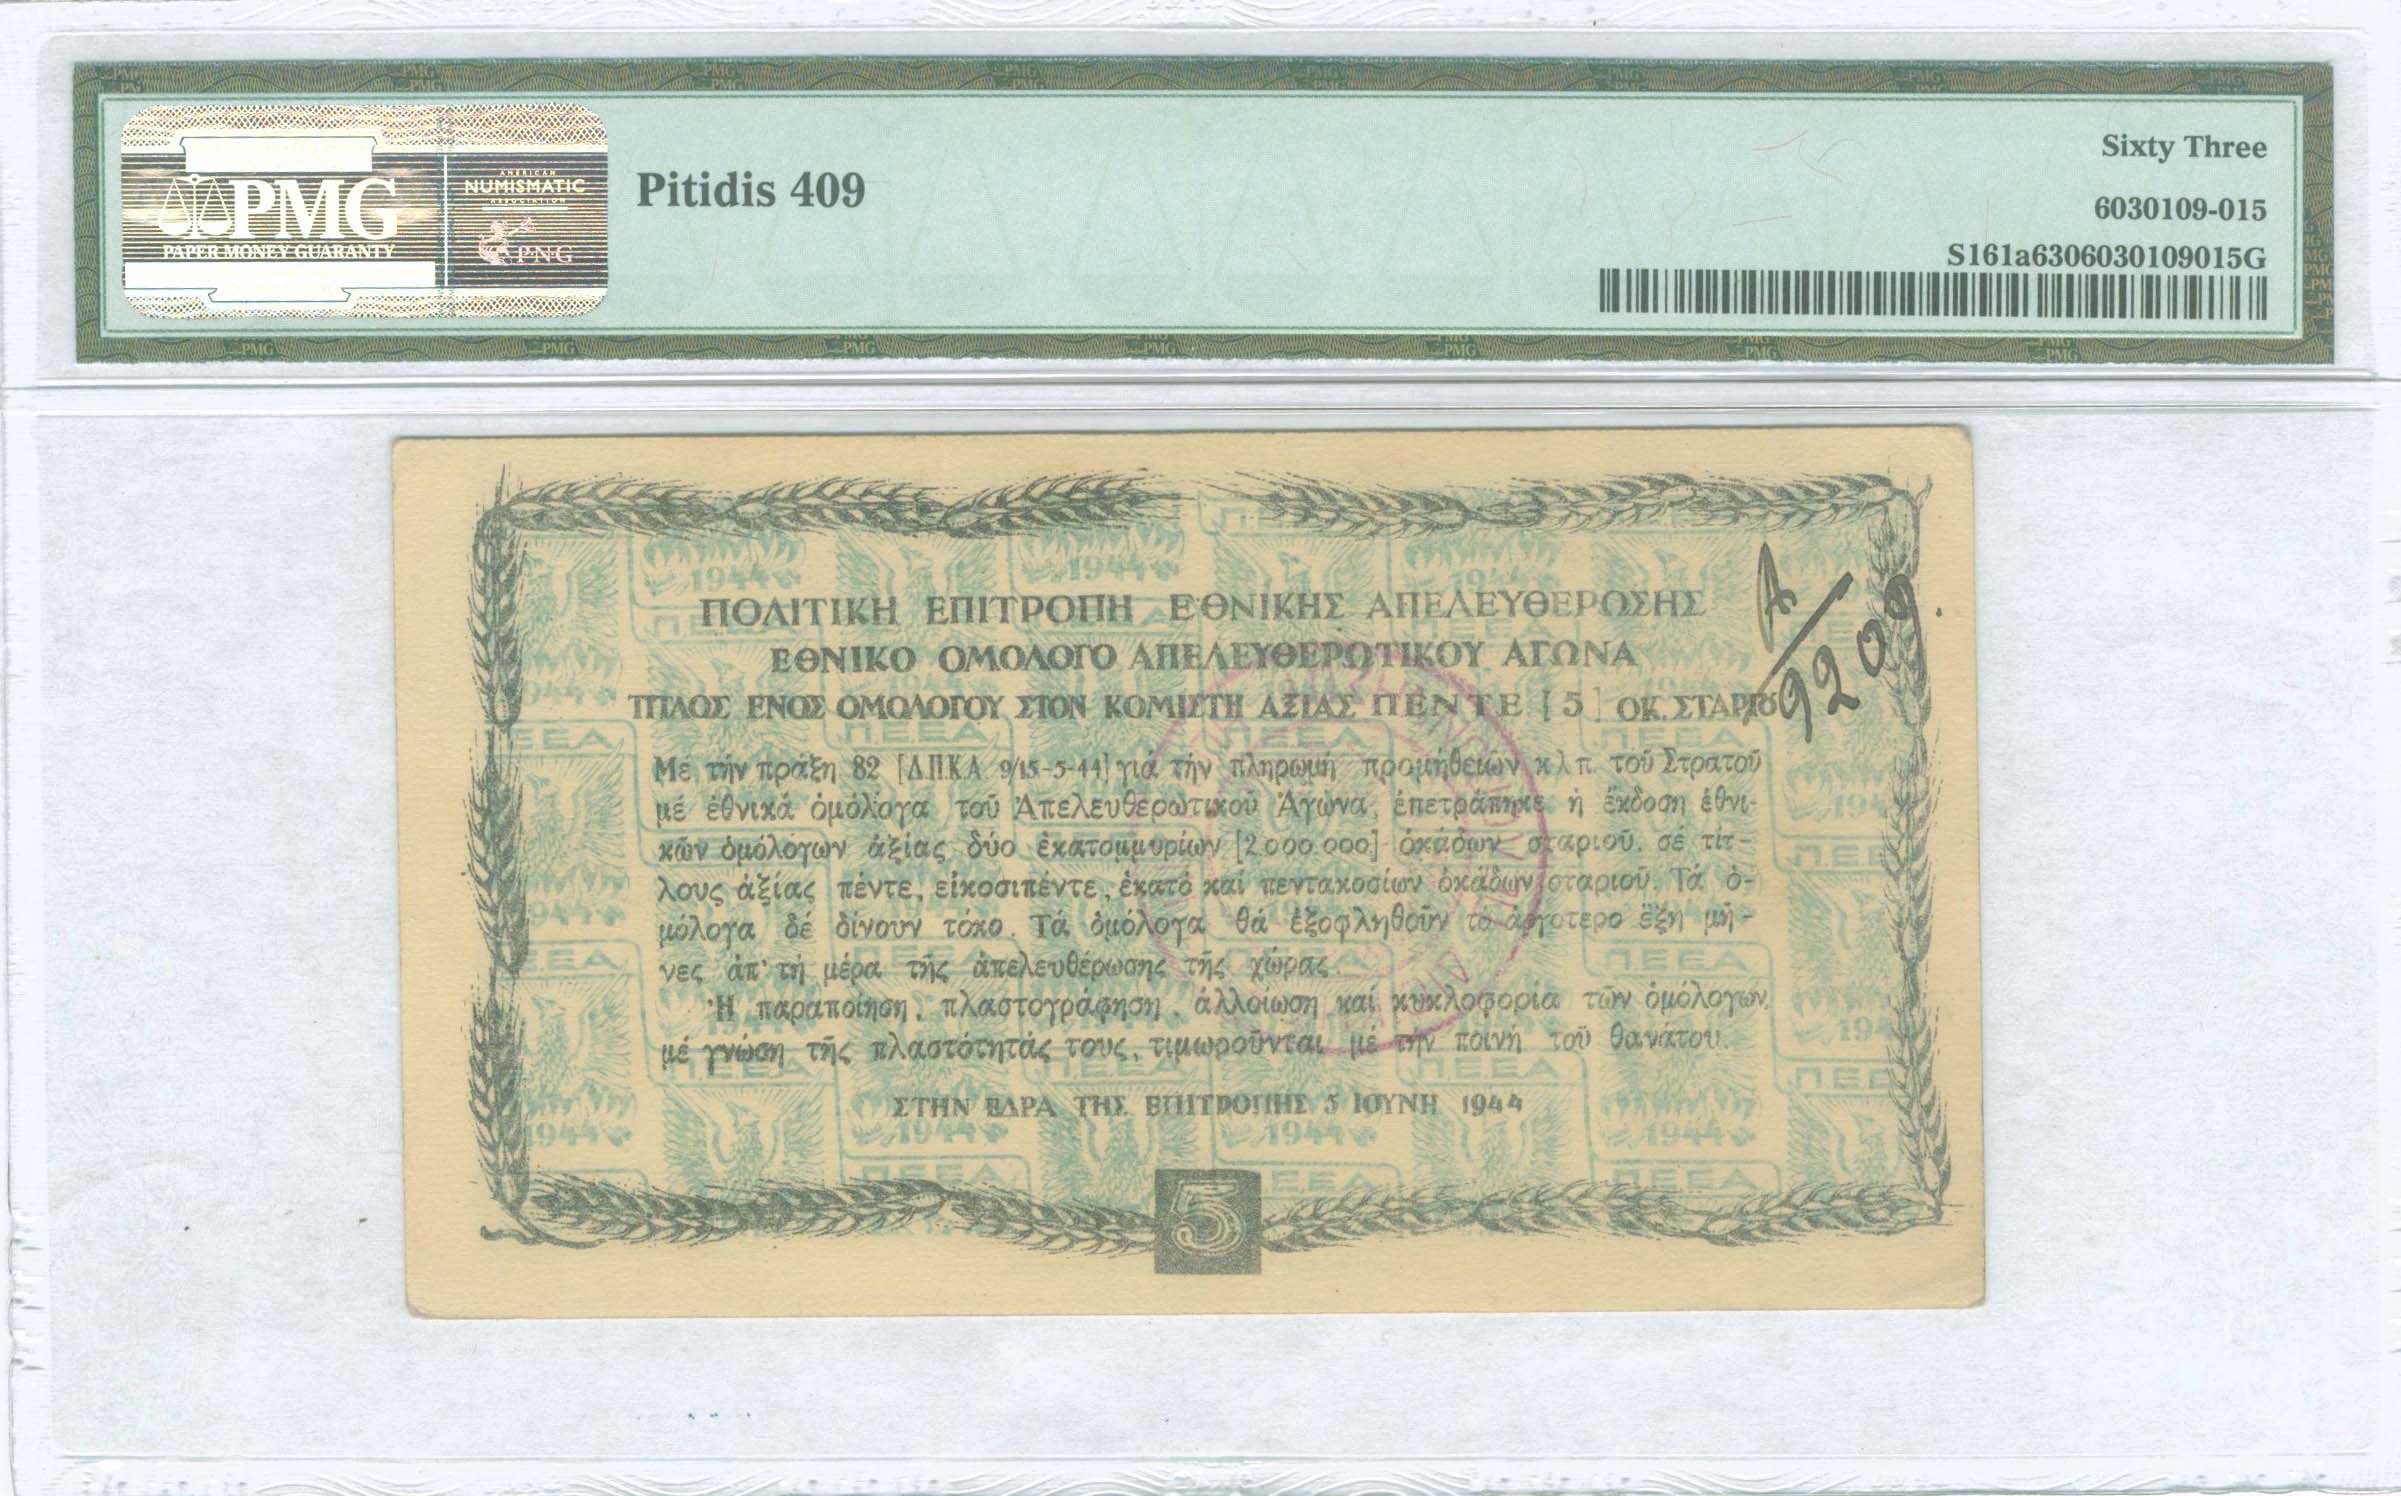 Pitidis 409
Sixty Three
6030109-015
S161a6306030109015G
PMG
PAPER MONEY GUARANTY
AMERICAN
NUMISMATIC
ASSOCIATION
PNG
ΠΟΛΙΤΙΚΗ ΕΠΙΤΡΟΠΗ ΕΘΝΙΚΗΣ ΑΠΕΛΕΥΘΕΡΩΣΗΣ
ΕΘΝΙΚΟ ΟΜΟΛΟΓΟ ΑΠΕΛΕΥΘΕΡΩΤΙΚΟΥ ΑΓΩΝΑ
ΤΙΤΛΟΣ ΕΝΟΣ ΟΜΟΛΟΓΟΥ ΣΤΟΝ ΚΟΜΙΣΤΗ ΑΞΙΑΣ ΠΕΝΤΕ [5] ΟΚ. ΣΤΑΡΙΟΥ
Α/9209.
Μέ τήν πράξη 82 [Δ.Π.Κ.Α 9/15-5-44] γιά τήν πληρωμή προμηθειῶν κ λ π. τοῦ Στρατοῦ
μέ ἐθνικά ὁμόλογα τοῦ Ἀπελευθερωτικοῦ Ἀγώνα, ἐπετράπηκε ἡ ἔκδοση ἐθνι-
κῶν ὁμόλογων ἀξίας δύο ἑκατομμυρίων [2.000.000] ὀκάδων σταριοῦ. σέ τίτ-
λους ἀξίας πέντε, εἰκοσιπέντε, ἑκατό καί πεντακοσίων ὀκάδων σταριοῦ. Τά ὁ-
μόλογα δέ δίνουν τόκο. Τά ὁμόλογα θά ἐξοφληθοῦν τό ἀργότερο ἕξη μῆ-
νες ἀπ' τή μέρα τῆς ἀπελευθέρωσης τῆς χώρας.
Ἡ παραποίηση, πλαστογράφηση, ἀλλοίωση καί κυκλοφορία τῶν ὁμόλογων,
μέ γνώση τῆς πλαστότητάς τους, τιμωροῦνται μέ τήν ποινή τοῦ θανάτου.
ΣΤΗΝ ΕΔΡΑ ΤΗΣ ΕΠΙΤΡΟΠΗΣ 5 ΙΟΥΝΗ 1944
5